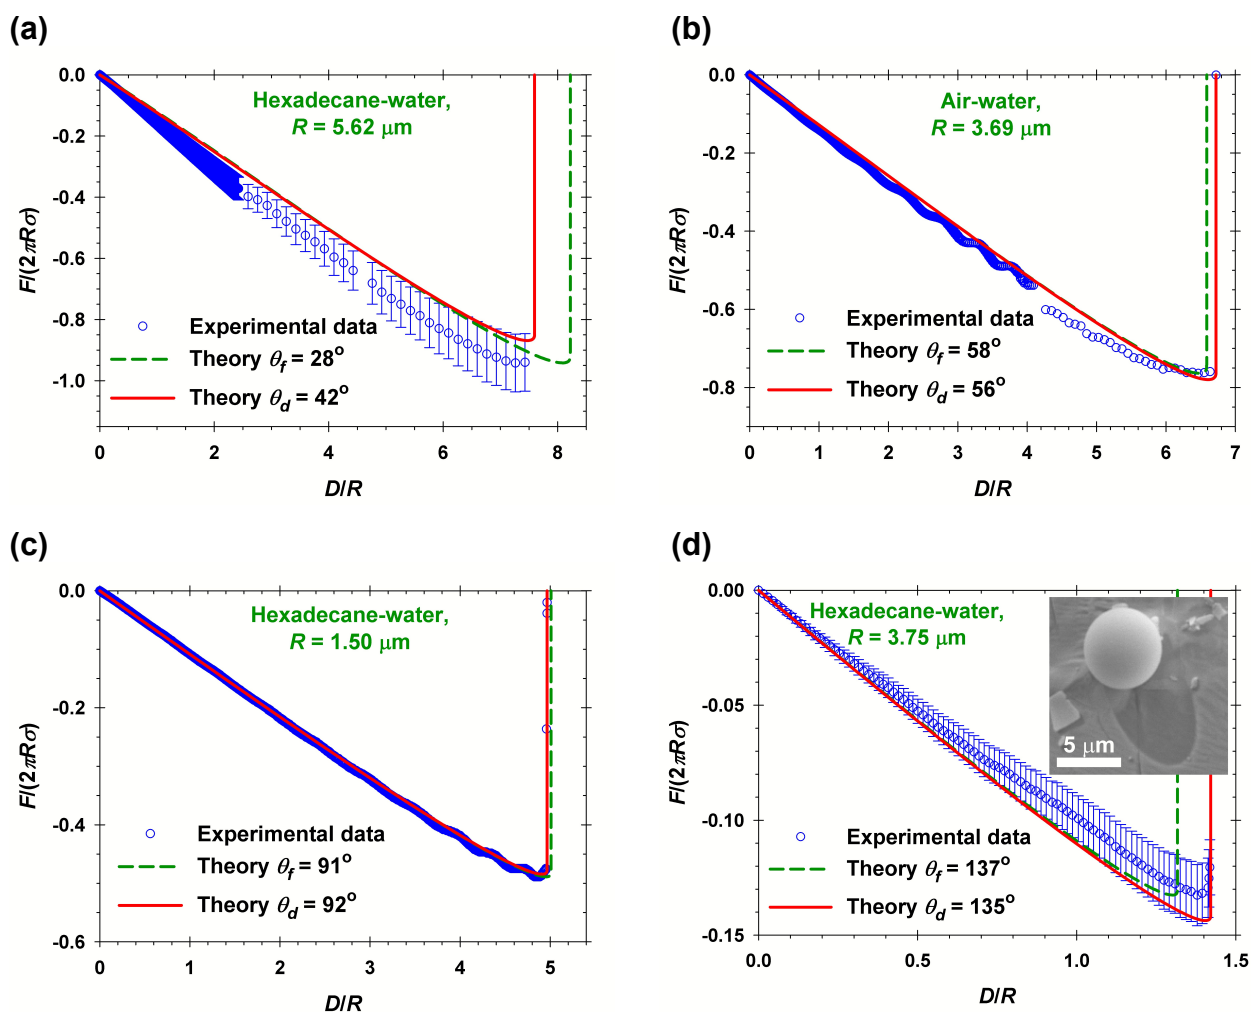 (a)
0.0
-0.2
-0.4
-0.6
-0.8
-1.0
F/(2πRσ)
Hexadecane-water,
R = 5.62 μm
Experimental data
Theory θf = 28°
Theory θd = 42°
0 2 4 6 8
D/R
(b)
0.0
-0.2
-0.4
-0.6
-0.8
F/(2πRσ)
Air-water,
R = 3.69 μm
Experimental data
Theory θf = 58°
Theory θd = 56°
0 1 2 3 4 5 6 7
D/R
(c)
0.0
-0.2
-0.4
-0.6
F/(2πRσ)
Hexadecane-water,
R = 1.50 μm
Experimental data
Theory θf = 91°
Theory θd = 92°
0 1 2 3 4 5
D/R
(d)
0.00
-0.05
-0.10
-0.15
F/(2πRσ)
Hexadecane-water,
R = 3.75 μm
5 μm
Experimental data
Theory θf = 137°
Theory θd = 135°
0.0 0.5 1.0 1.5
D/R